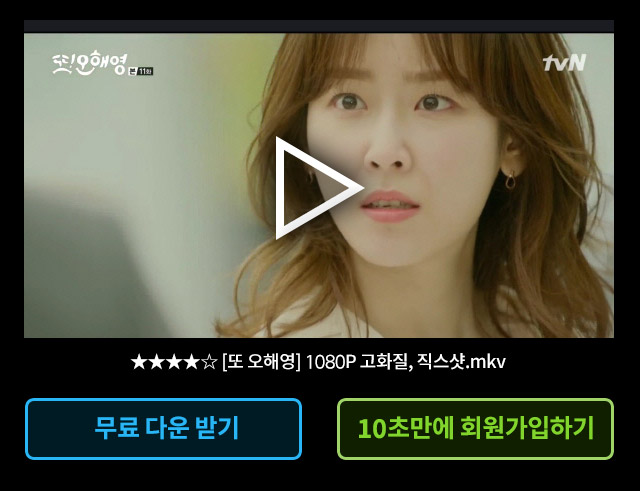 또!오해영
본 11화
tvN
★★★★☆ [또 오해영] 1080P 고화질, 직스샷.mkv
무료 다운 받기
10초만에 회원가입하기